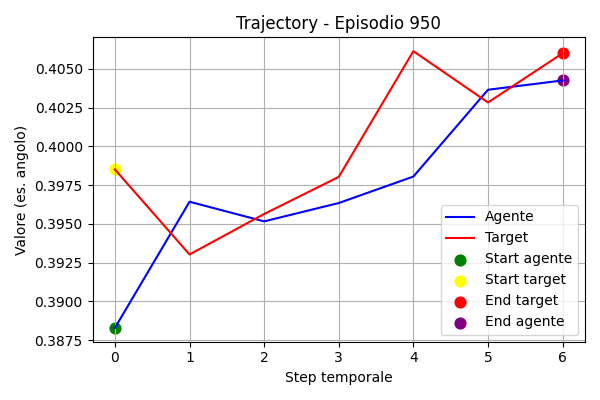 Trajectory - Episodio 950
Valore (es. angolo)
0.4050
0.4025
0.4000
0.3975
0.3950
0.3925
0.3900
0.3875
Agente
Target
Start agente
Start target
End target
End agente
0 1 2 3 4 5 6
Step temporale